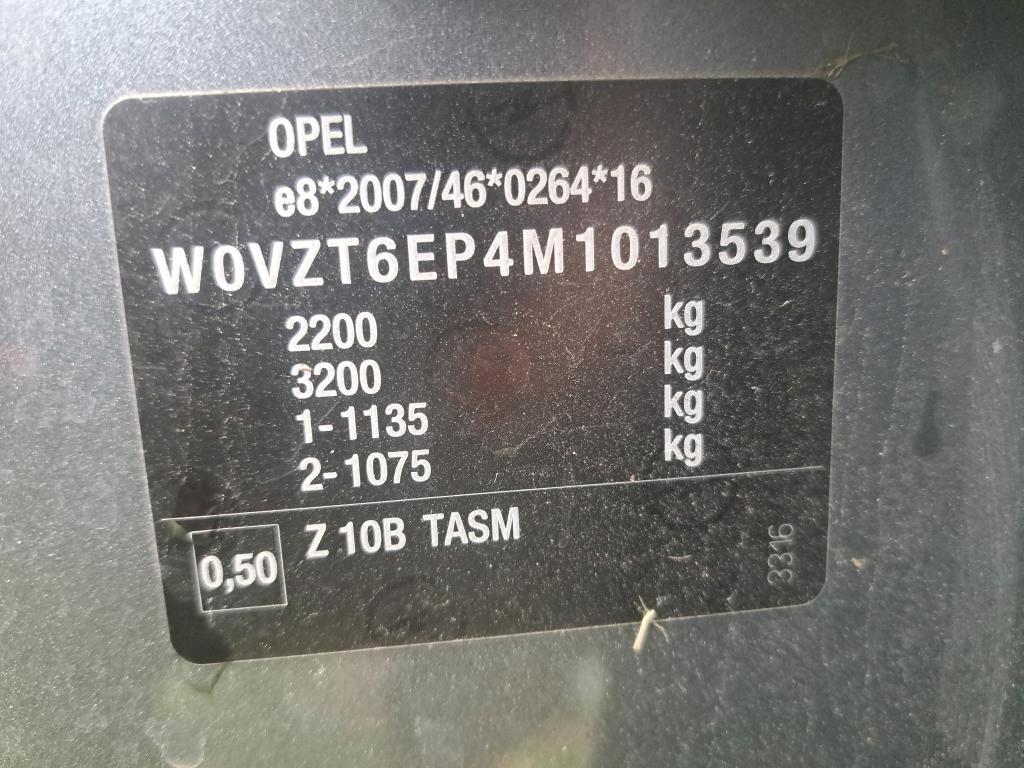 OPEL
e8*2007/46*0264*16
W0VZT6EP4M1013539
2200 kg
3200 kg
1-1135 kg
2-1075 kg
0,50 Z 10B TASM
3316